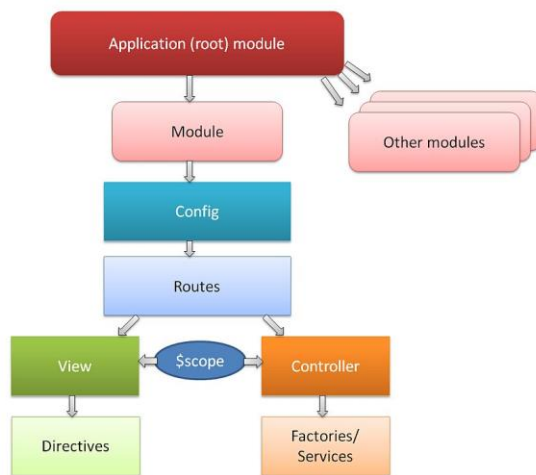 Application (root) module
Module
Other modules
Config
Routes
View
$scope
Controller
Directives
Factories/
Services